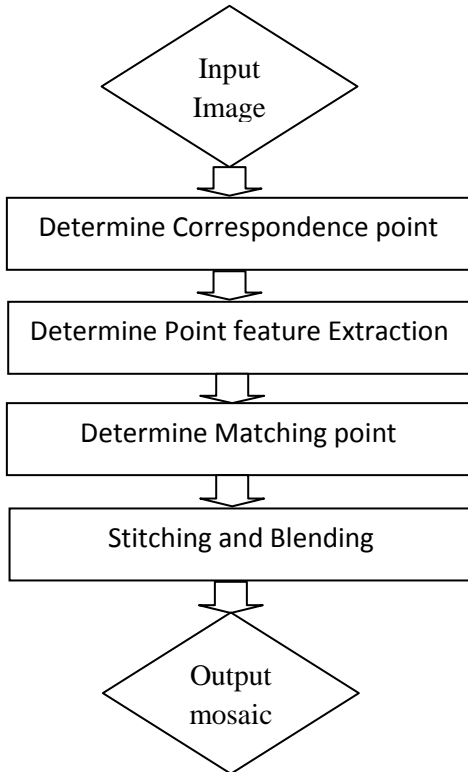 Input
Image
Determine Correspondence point
Determine Point feature Extraction
Determine Matching point
Stitching and Blending
Output
mosaic